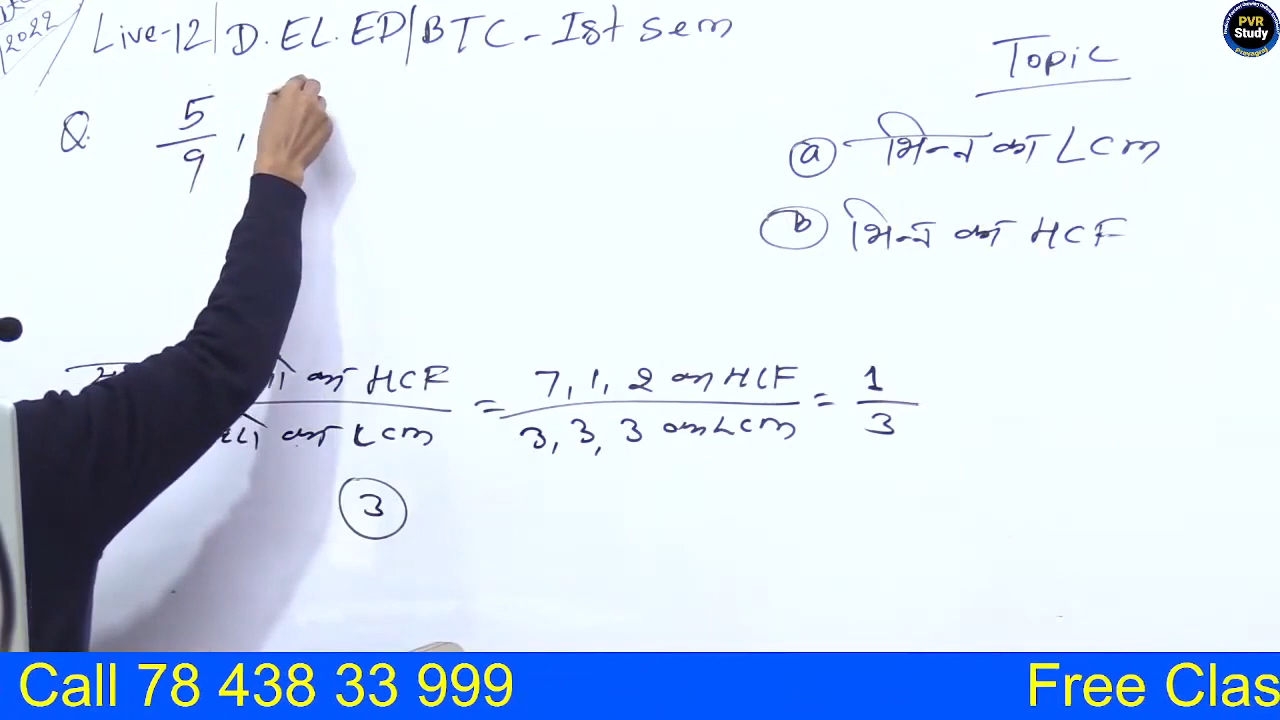 2022
Live-12 | D.EL.ED | BTC - Ist Sem
PVR
Study
Prayagraj
Topic
Q. 5/9 ,
ⓐ भिन्न का LCM
ⓑ भिन्न का HCF
का HCF / का LCM = 7, 1, 2 का HCF / 3, 3, 3 का LCM = 1/3
3
Call 78 438 33 999
Free Clas